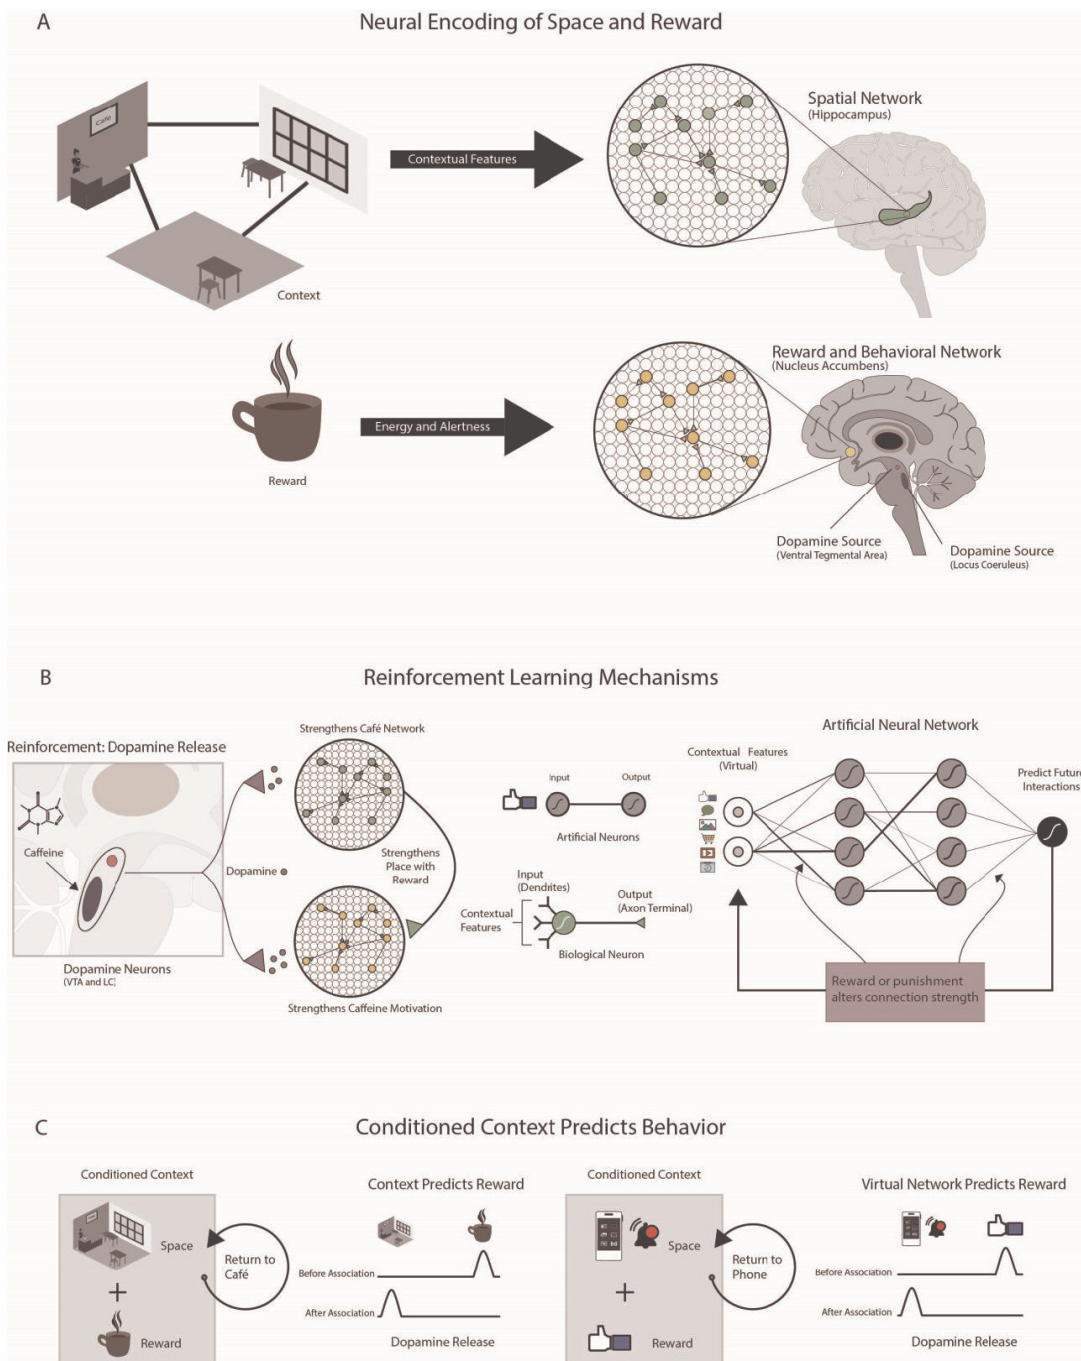 A
Neural Encoding of Space and Reward
Café
Contextual Features
Context
Spatial Network
(Hippocampus)
Energy and Alertness
Reward
Reward and Behavioral Network
(Nucleus Accumbens)
Dopamine Source
(Ventral Tegmental Area)
Dopamine Source
(Locus Coeruleus)
B
Reinforcement Learning Mechanisms
Reinforcement: Dopamine Release
Caffeine
Dopamine Neurons
(VTA and LC)
Strengthens Café Network
Dopamine
Strengthens
Place with
Reward
Strengthens Caffeine Motivation
Input
Output
Artificial Neurons
Input
(Dendrites)
Output
(Axon Terminal)
Contextual
Features
Biological Neuron
Artificial Neural Network
Contextual Features
(Virtual)
Predict Future
Interactions
Reward or punishment
alters connection strength
C
Conditioned Context Predicts Behavior
Conditioned Context
Space
+
Reward
Return to
Café
Context Predicts Reward
Before Association
After Association
Dopamine Release
Conditioned Context
Space
+
Reward
Return to
Phone
Virtual Network Predicts Reward
Before Association
After Association
Dopamine Release